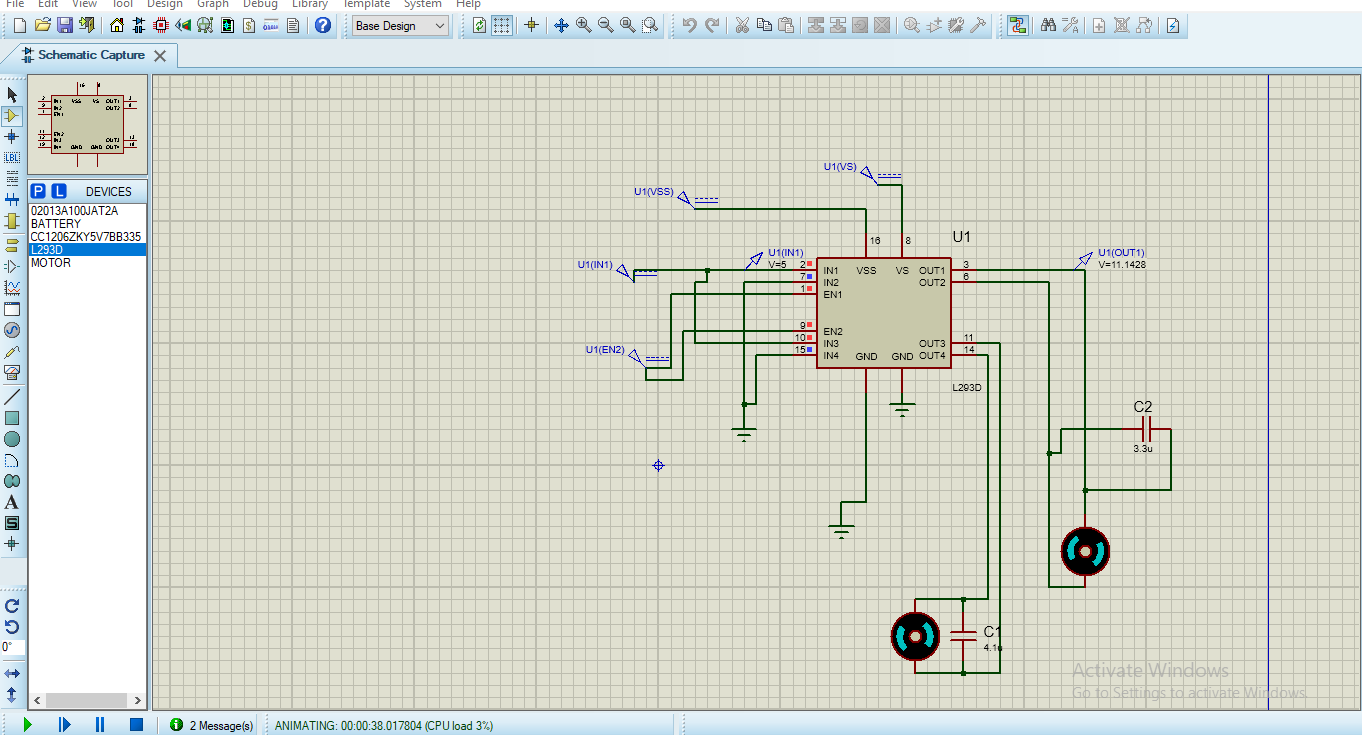 File Edit View Tool Design Graph Debug Library Template System Help
Base Design
Schematic Capture
P L DEVICES
02013A100JAT2A
BATTERY
CC1206ZKY5V7BB335
L293D
MOTOR
U1(VS)
U1(VSS)
16 8 U1
U1(IN1)
V=5
U1(IN1)
U1(OUT1)
V=11.1428
2 IN1 VSS VS OUT1 3
7 IN2 OUT2 6
1 EN1
U1(EN2)
9 EN2
10 IN3 OUT3 11
15 IN4 GND GND OUT4 14
L293D
C2
3.3u
C1
4.1u
LBL
A
S
0°
Activate Windows
Go to Settings to activate Windows.
2 Message(s) ANIMATING: 00:00:38.017804 (CPU load 3%)